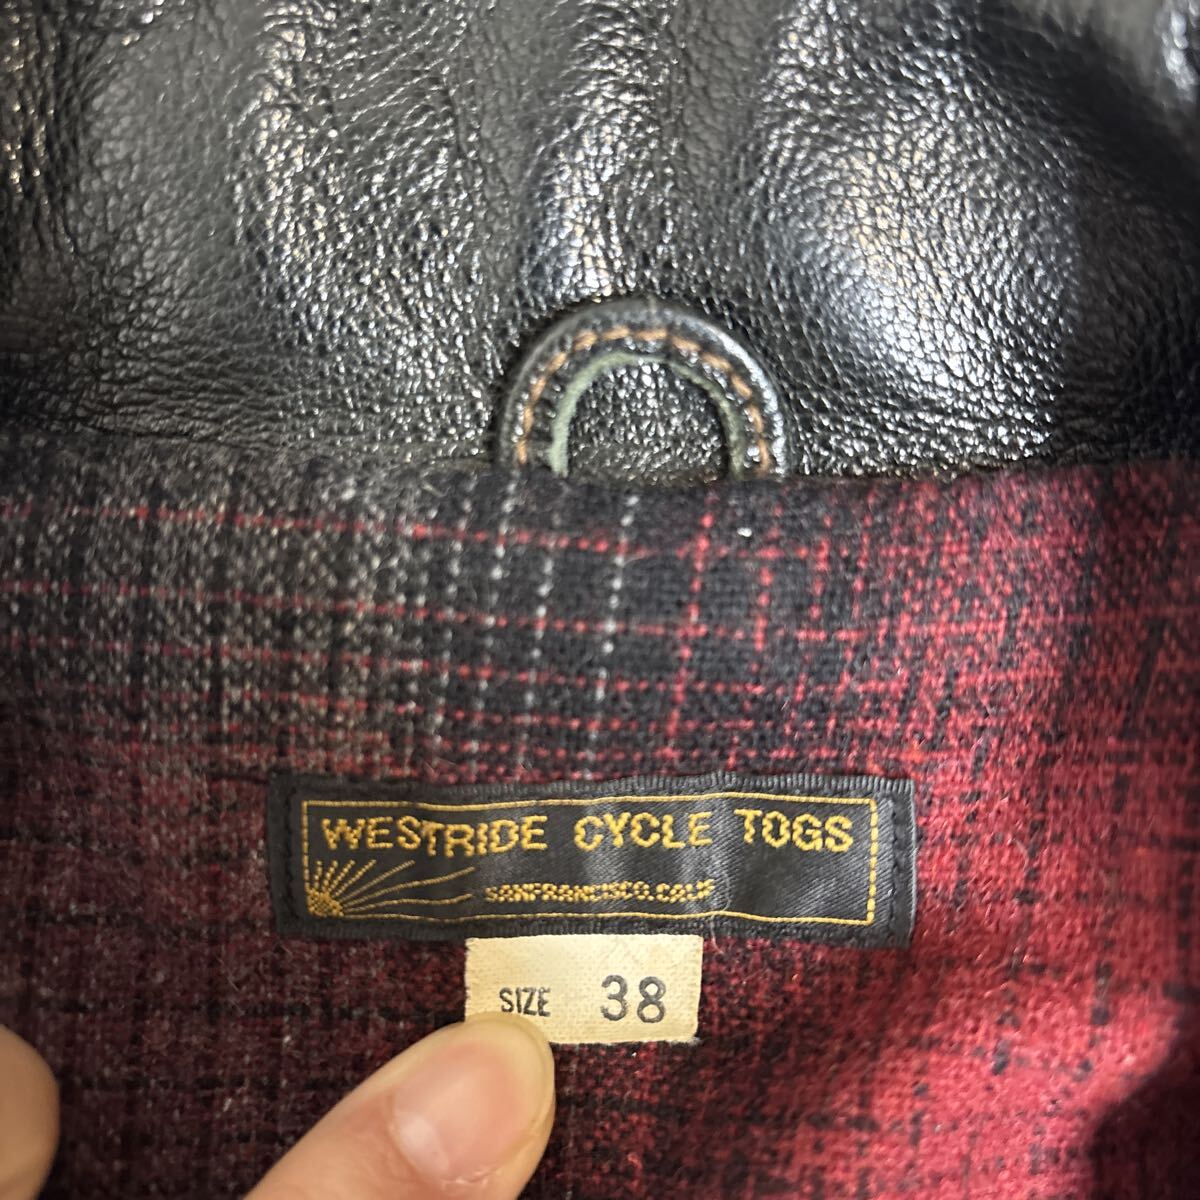 WESTRIDE CYCLE TOGS
SANFRANCISCO.CALIF
SIZE 38